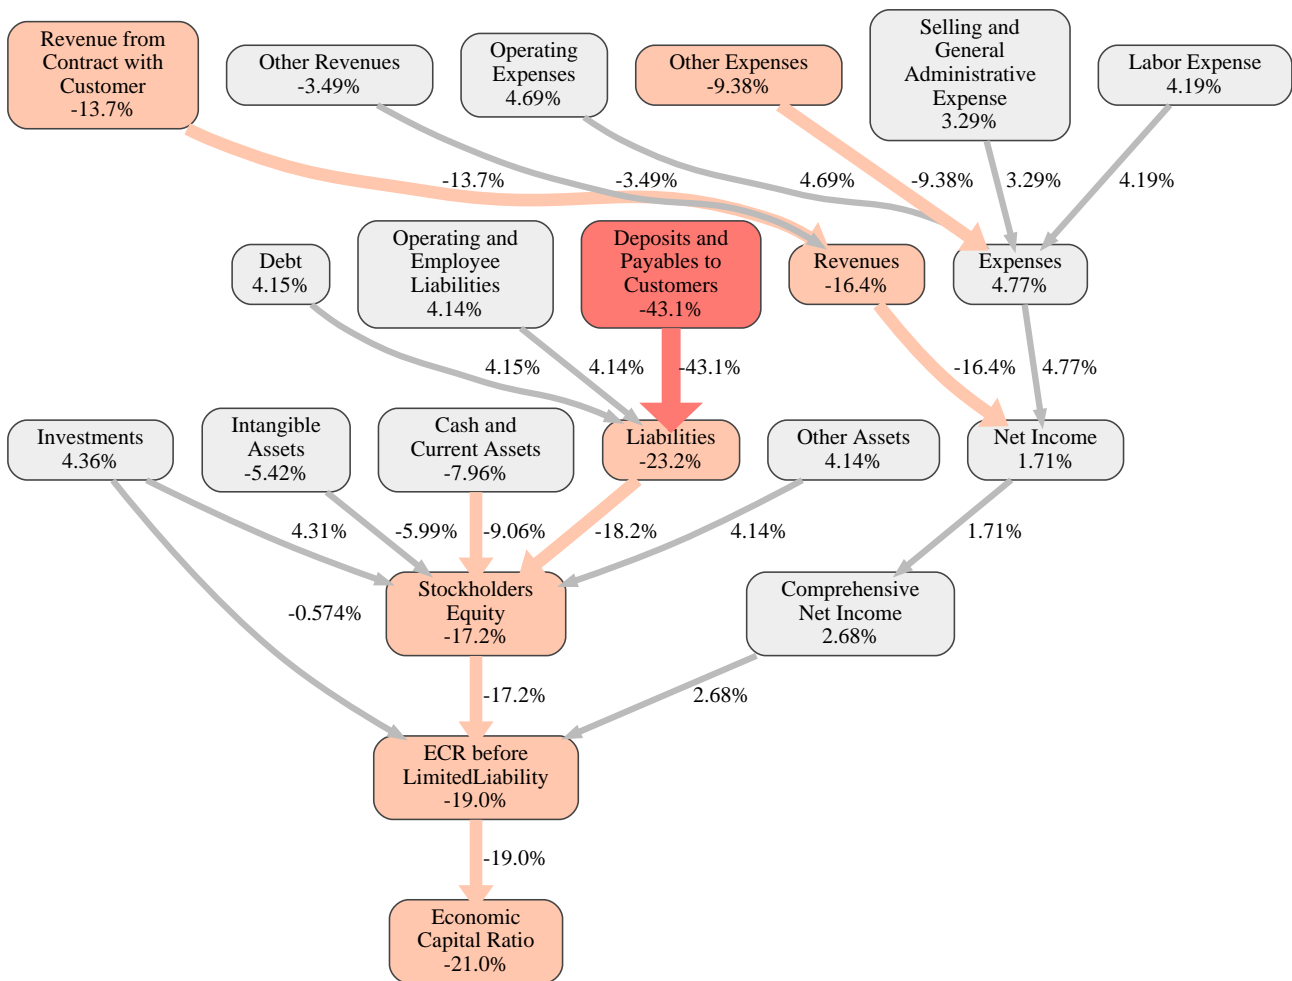 Revenue from
Contract with
Customer
-13.7%
Other Revenues
-3.49%
Operating
Expenses
4.69%
Other Expenses
-9.38%
Selling and
General
Administrative
Expense
3.29%
Labor Expense
4.19%
-13.7%
-3.49%
4.69%
-9.38%
3.29%
4.19%
Debt
4.15%
Operating and
Employee
Liabilities
4.14%
Deposits and
Payables to
Customers
-43.1%
Revenues
-16.4%
Expenses
4.77%
4.15%
4.14%
-43.1%
-16.4%
4.77%
Investments
4.36%
Intangible
Assets
-5.42%
Cash and
Current Assets
-7.96%
Liabilities
-23.2%
Other Assets
4.14%
Net Income
1.71%
4.31%
-5.99%
-9.06%
-18.2%
4.14%
1.71%
-0.574%
Stockholders
Equity
-17.2%
Comprehensive
Net Income
2.68%
-17.2%
2.68%
ECR before
LimitedLiability
-19.0%
-19.0%
Economic
Capital Ratio
-21.0%